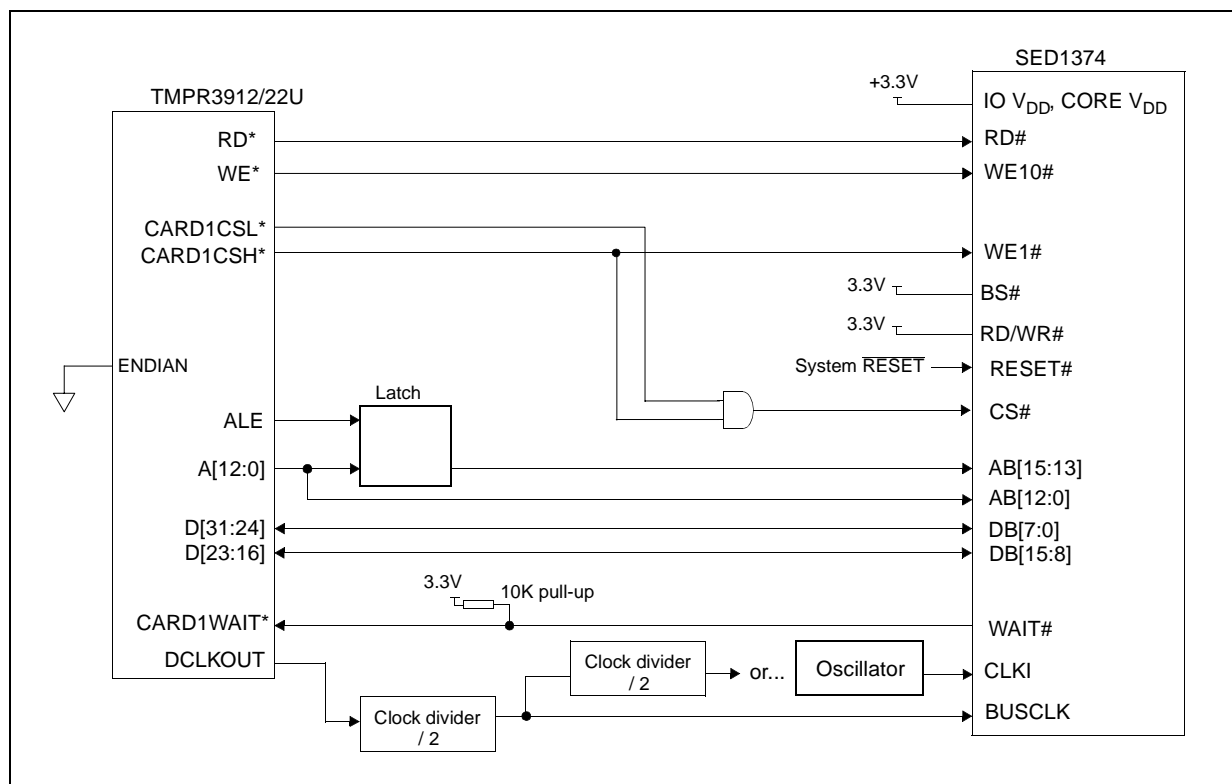 SED1374
TMPR3912/22U
+3.3V
IO VDD, CORE VDD
RD*
RD#
WE*
WE10#
CARD1CSL*
CARD1CSH*
WE1#
3.3V
BS#
3.3V
RD/WR#
ENDIAN
System RESET
RESET#
Latch
ALE
CS#
A[12:0]
AB[15:13]
AB[12:0]
D[31:24]
DB[7:0]
D[23:16]
DB[15:8]
3.3V
10K pull-up
CARD1WAIT*
WAIT#
DCLKOUT
Clock divider
/ 2
or...
Oscillator
CLKI
Clock divider
/ 2
BUSCLK